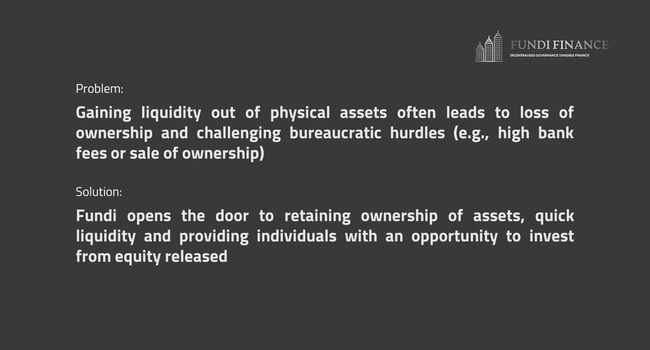 FUNDI FINANCE
DECENTRALISED GOVERNANCE TANGIBLE FINANCE
Problem:
Gaining liquidity out of physical assets often leads to loss of
ownership and challenging bureaucratic hurdles (e.g., high bank
fees or sale of ownership)
Solution:
Fundi opens the door to retaining ownership of assets, quick
liquidity and providing individuals with an opportunity to invest
from equity released